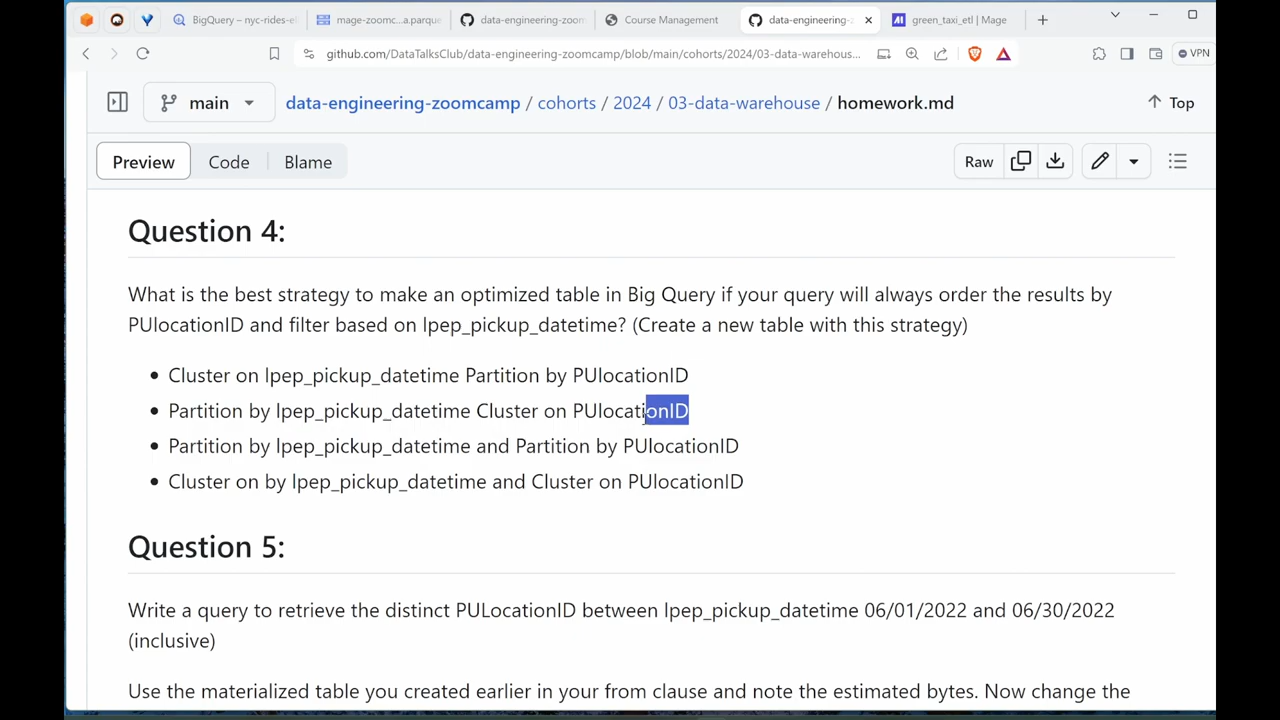 BigQuery – nyc-rides-el
mage-zoomc...a.parque
data-engineering-zoom
Course Management
data-engineering-
green_taxi_etl | Mage
github.com/DataTalksClub/data-engineering-zoomcamp/blob/main/cohorts/2024/03-data-warehous...
VPN
main
data-engineering-zoomcamp / cohorts / 2024 / 03-data-warehouse / homework.md
Top
Preview
Code
Blame
Raw
Question 4:
What is the best strategy to make an optimized table in Big Query if your query will always order the results by
PUlocationID and filter based on lpep_pickup_datetime? (Create a new table with this strategy)
• Cluster on lpep_pickup_datetime Partition by PUlocationID
• Partition by lpep_pickup_datetime Cluster on PUlocationID
• Partition by lpep_pickup_datetime and Partition by PUlocationID
• Cluster on by lpep_pickup_datetime and Cluster on PUlocationID
Question 5:
Write a query to retrieve the distinct PULocationID between lpep_pickup_datetime 06/01/2022 and 06/30/2022
(inclusive)
Use the materialized table you created earlier in your from clause and note the estimated bytes. Now change the